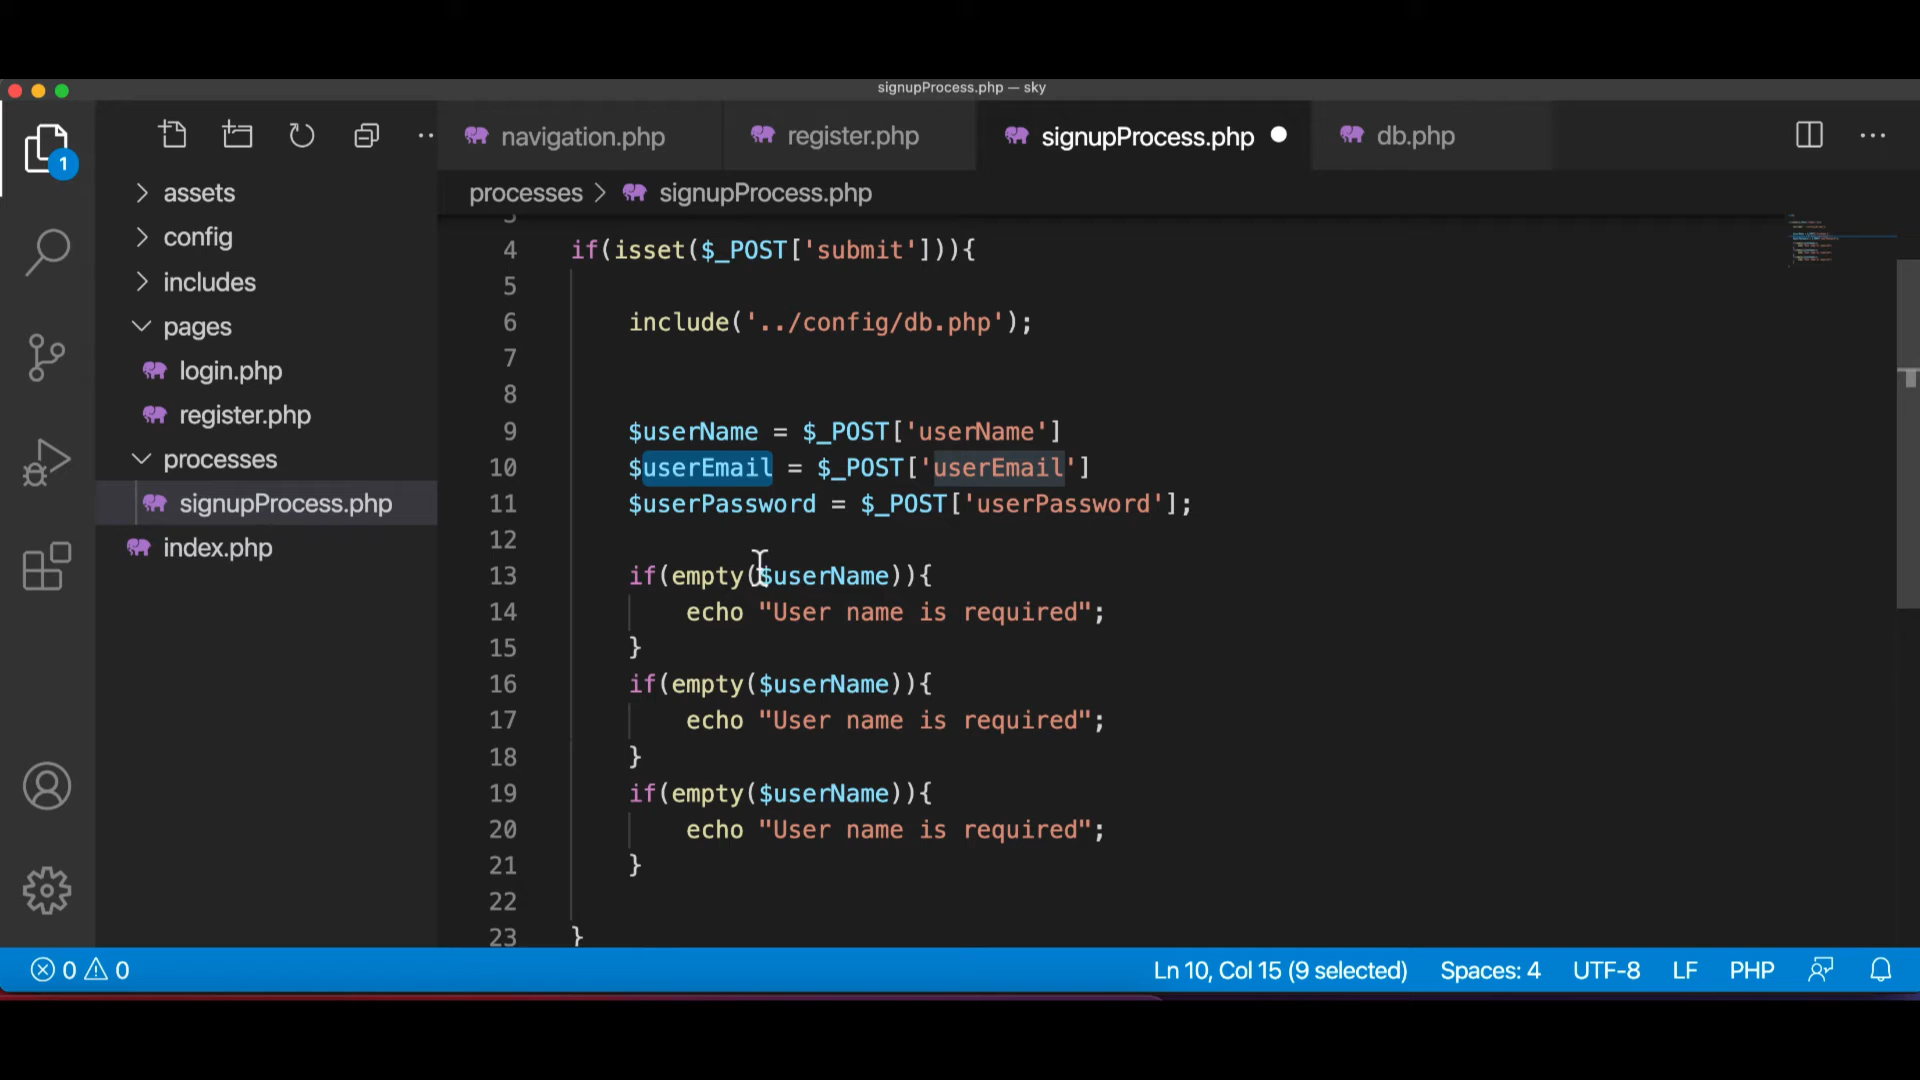 signupProcess.php — sky
navigation.php
register.php
signupProcess.php
db.php
1
processes > signupProcess.php
assets
config
includes
pages
login.php
register.php
processes
signupProcess.php
index.php
3
4 if(isset($_POST['submit'])){
5
6 include('../config/db.php');
7
8
9 $userName = $_POST['userName']
10 $userEmail = $_POST['userEmail']
11 $userPassword = $_POST['userPassword'];
12
13 if(empty($userName)){
14 echo "User name is required";
15 }
16 if(empty($userName)){
17 echo "User name is required";
18 }
19 if(empty($userName)){
20 echo "User name is required";
21 }
22
23 }
0 0
Ln 10, Col 15 (9 selected) Spaces: 4 UTF-8 LF PHP